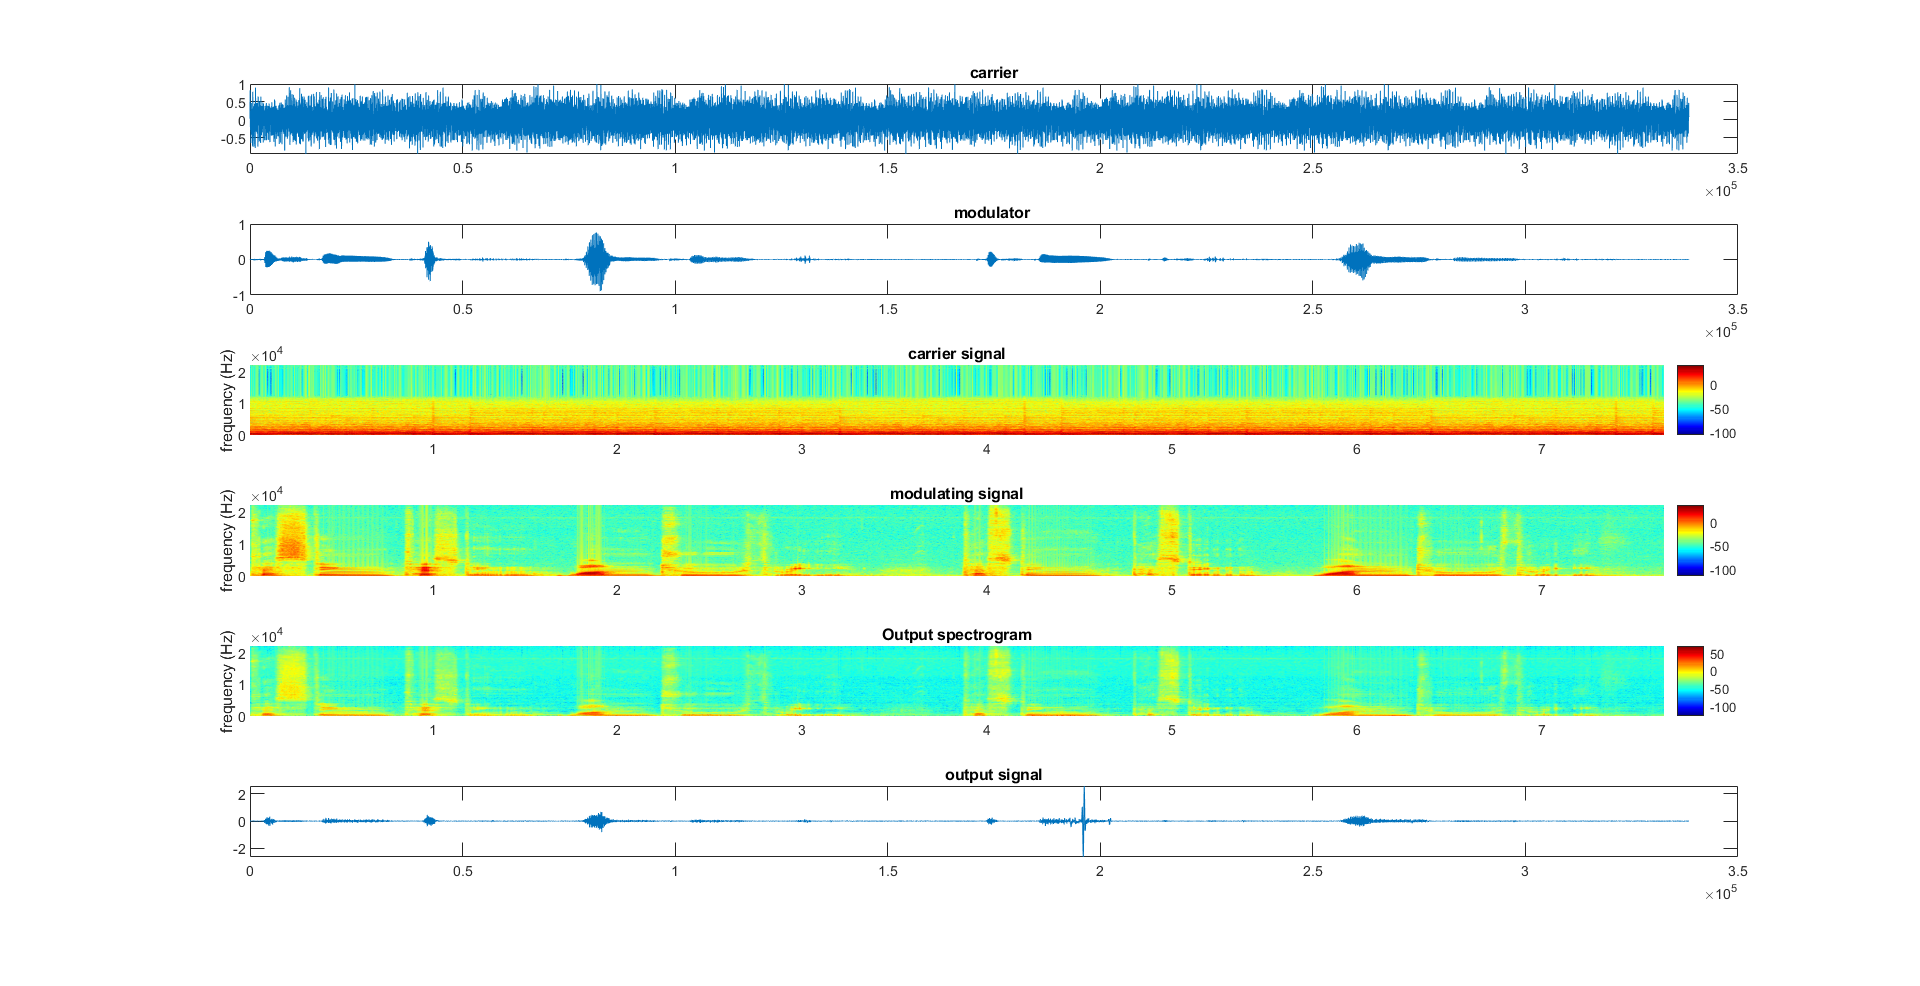 carrier
1
0.5
0
-0.5
0 0.5 1 1.5 2 2.5 3 3.5
×10^5
modulator
1
0
-1
0 0.5 1 1.5 2 2.5 3 3.5
×10^5
carrier signal
×10^4
frequency (Hz)
2
1
0
1 2 3 4 5 6 7
0
-50
-100
modulating signal
×10^4
frequency (Hz)
2
1
0
1 2 3 4 5 6 7
0
-50
-100
Output spectrogram
×10^4
frequency (Hz)
2
1
0
1 2 3 4 5 6 7
50
0
-50
-100
output signal
2
0
-2
0 0.5 1 1.5 2 2.5 3 3.5
×10^5